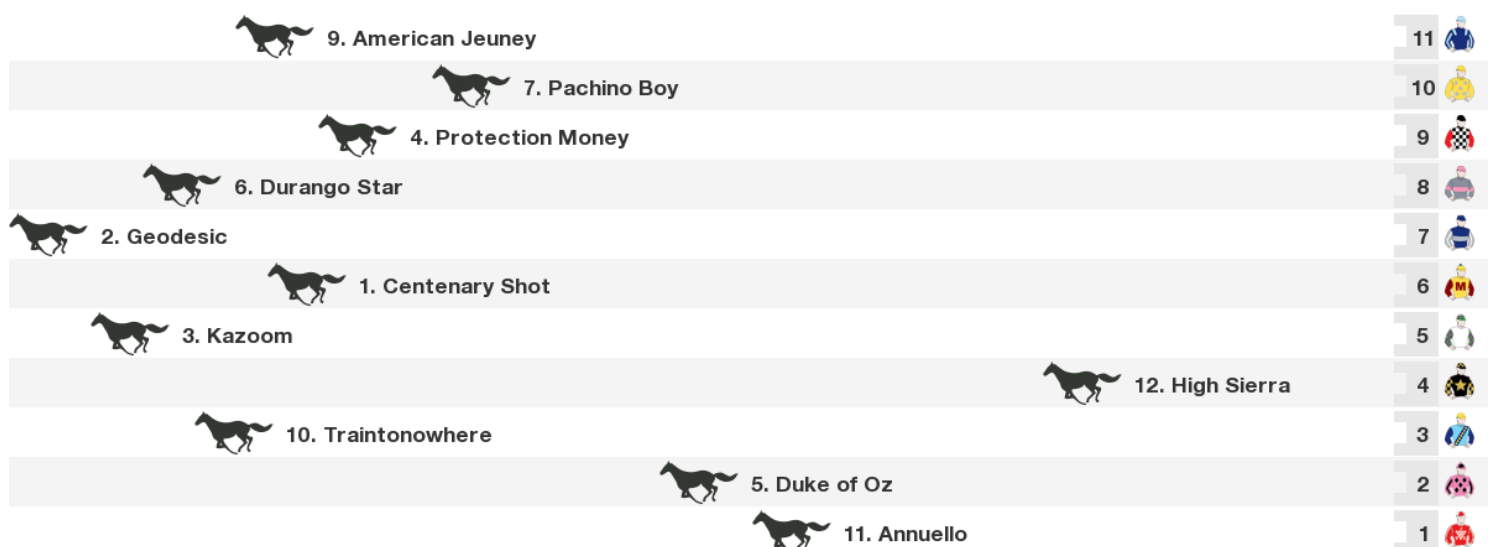 9. American Jeuney 11
7. Pachino Boy 10
4. Protection Money 9
6. Durango Star 8
2. Geodesic 7
1. Centenary Shot 6 M
3. Kazoom 5
12. High Sierra 4
10. Traintonowhere 3
5. Duke of Oz 2
11. Annuello 1